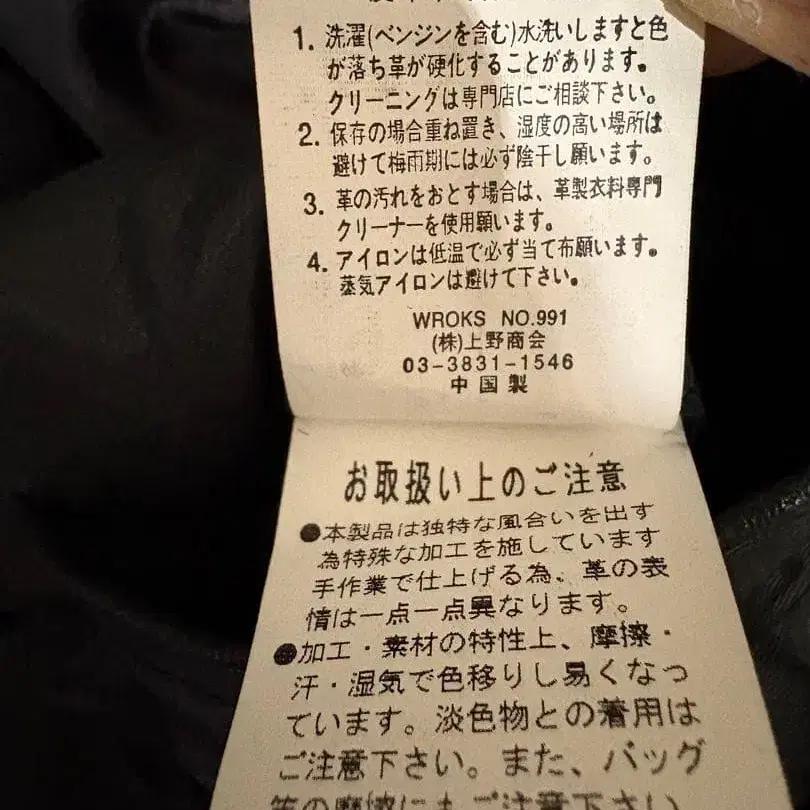 1. 洗濯(ベンジンを含む)水洗いしますと色
が落ち革が硬化することがあります。
クリーニングは専門店にご相談下さい。
2. 保存の場合重ね置き、湿度の高い場所は
避けて梅雨期には必ず陰干し願います。
3. 革の汚れをおとす場合は、革製衣料専門
クリーナーを使用願います。
4. アイロンは低温で必ず当て布願います。
蒸気アイロンは避けて下さい。
WROKS NO.991
(株)上野商会
03-3831-1546
中国製
お取扱い上のご注意
●本製品は独特な風合いを出す
為特殊な加工を施しています
手作業で仕上げる為、革の表
情は一点一点異なります。
●加工・素材の特性上、摩擦・
汗・湿気で色移りし易くなっ
ています。淡色物との着用は
ご注意下さい。また、バッグ
等の摩擦にもご注意下さい。